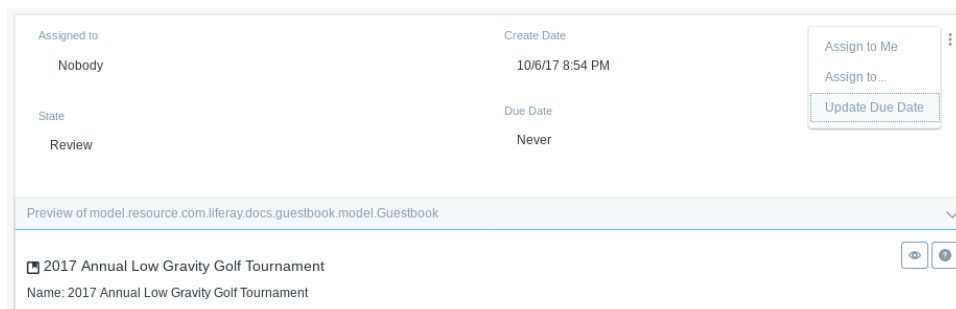 Assigned to
Nobody
Create Date
10/6/17 8:54 PM
Assign to Me
Assign to...
Update Due Date
State
Review
Due Date
Never
Preview of model.resource.com.liferay.docs.guestbook.model.Guestbook
2017 Annual Low Gravity Golf Tournament
Name: 2017 Annual Low Gravity Golf Tournament